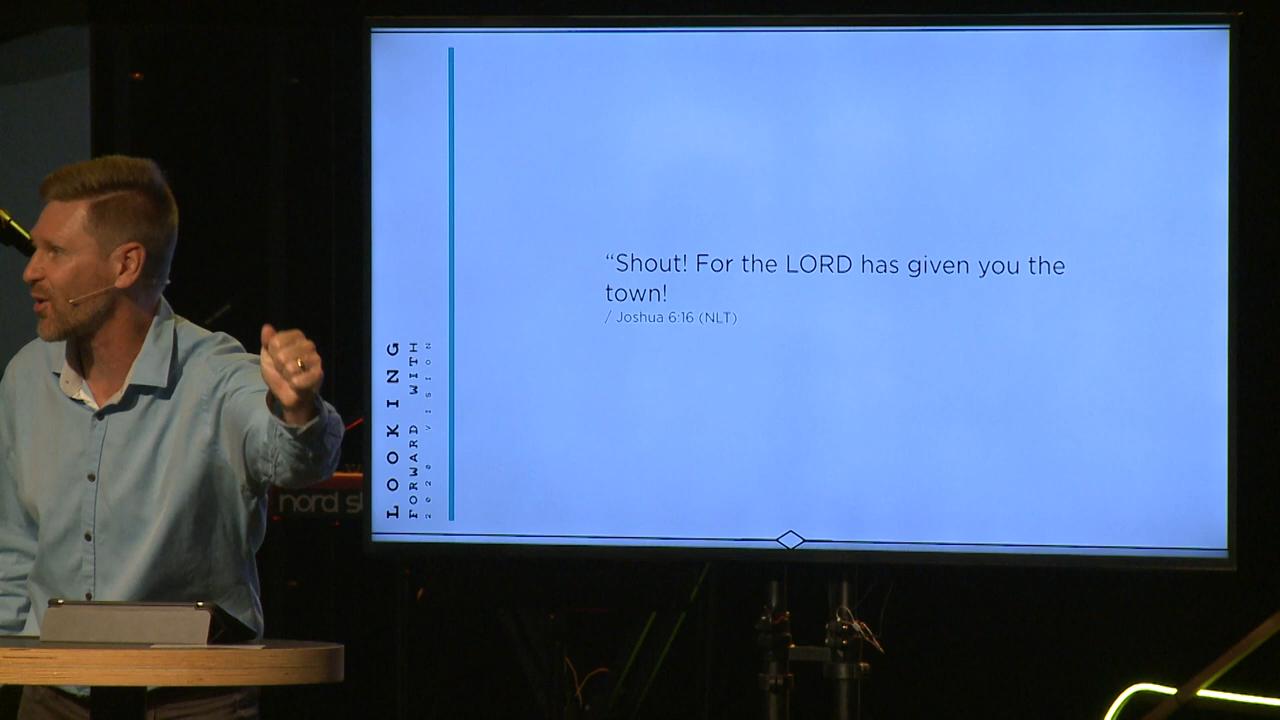 “Shout! For the LORD has given you the
town!
/ Joshua 6:16 (NLT)
LOOKING
FORWARD WITH
2020 VISION
nord